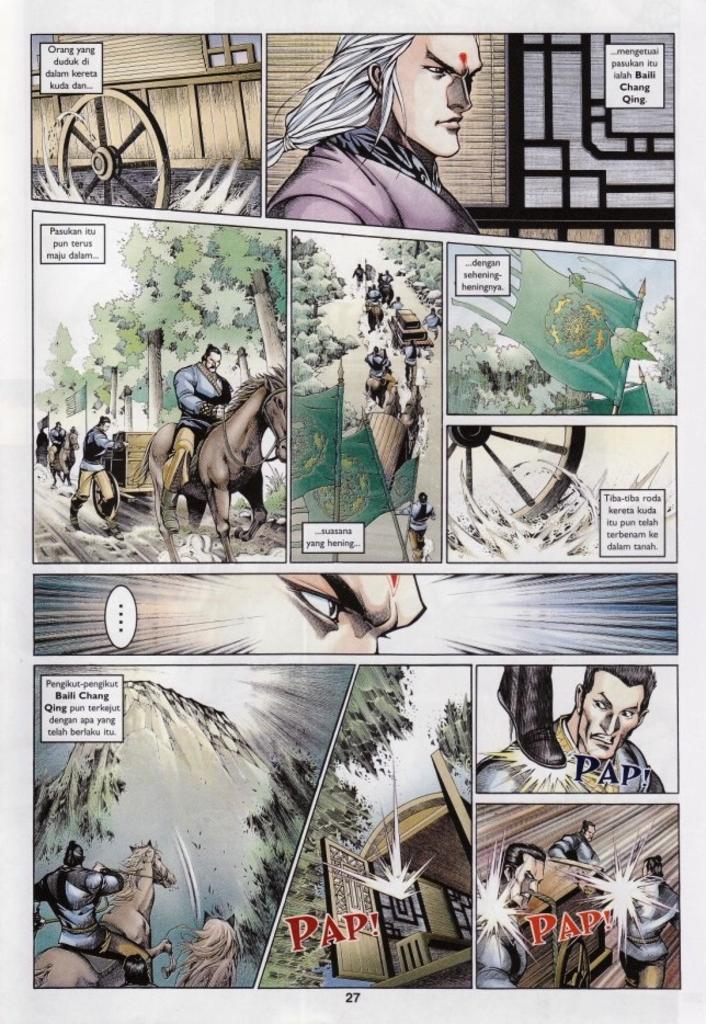 Orang yang
duduk di
dalam kereta
kuda dan...
...mengetuai
pasukan itu
ialah Baili
Chang
Qing.
Pasukan itu
pun terus
maju dalam...
...suasana
yang hening...
...dengan
sehening-
heningnya.
Tiba-tiba roda
kereta kuda
itu pun telah
terbenam ke
dalam tanah.
....
Pengikut-pengikut
Baili Chang
Qing pun terkejut
dengan apa yang
telah berlaku itu.
PAP!
PAP!
PAP!
27